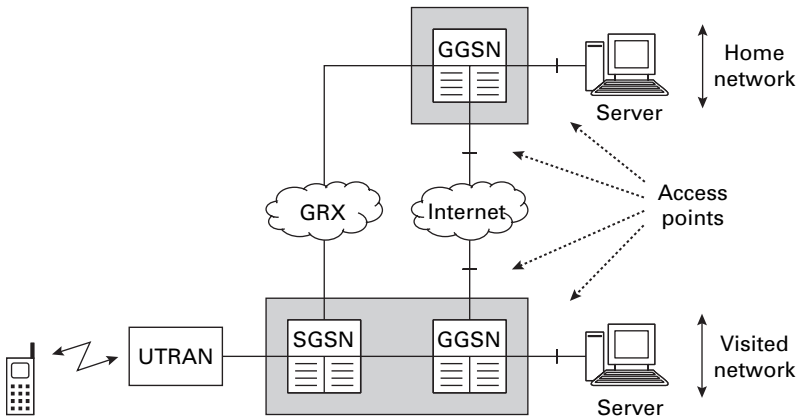 GGSN
Home
network
Server
GRX
Internet
Access
points
UTRAN
SGSN
GGSN
Visited
network
Server